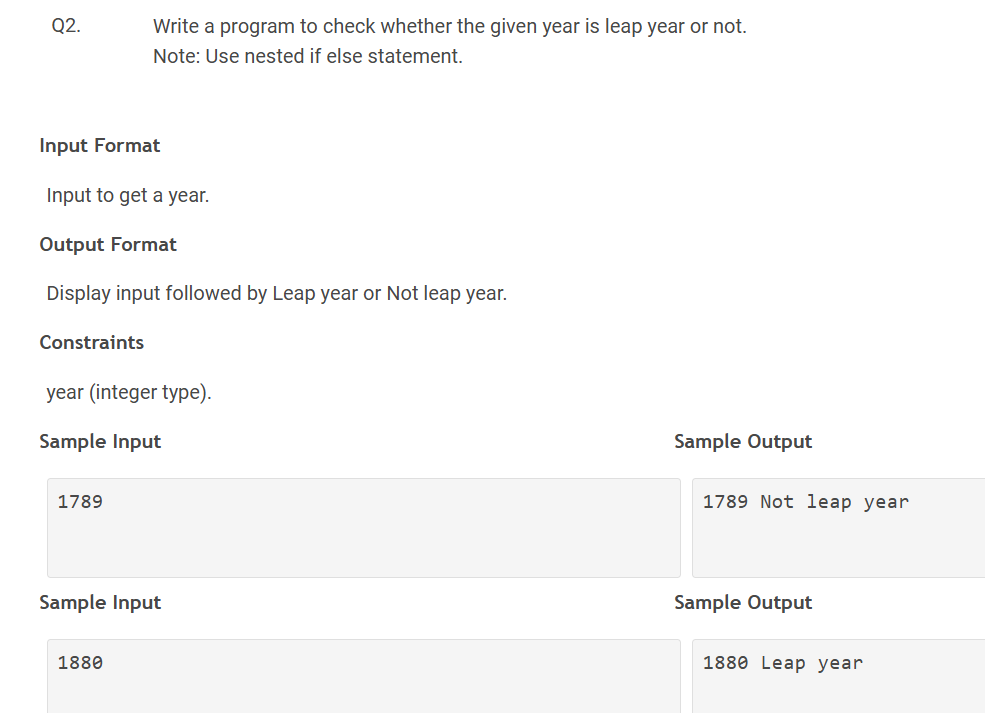 Q2. Write a program to check whether the given year is leap year or not.
Note: Use nested if else statement.
Input Format
Input to get a year.
Output Format
Display input followed by Leap year or Not leap year.
Constraints
year (integer type).
Sample Input Sample Output
1789 1789 Not leap year
Sample Input Sample Output
1880 1880 Leap year